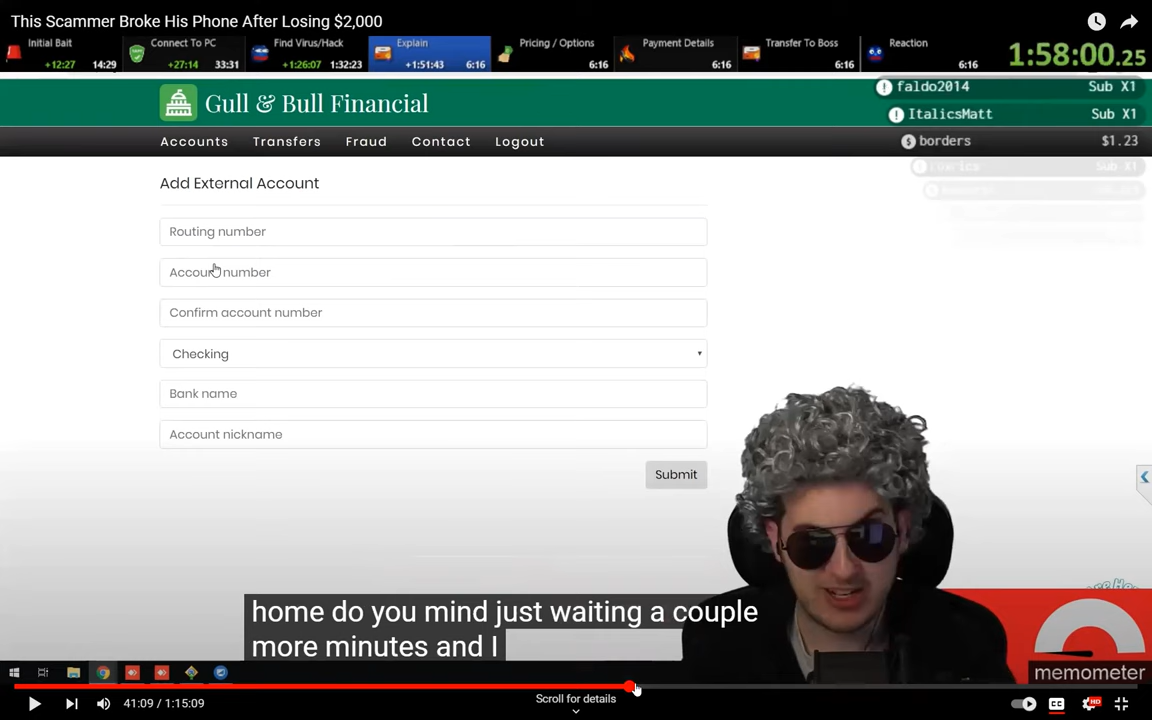 This Scammer Broke His Phone After Losing $2,000
Initial Bait
+12:27 14:29
Connect To PC
+27:14 33:31
Find Virus/Hack
+1:26:07 1:32:23
Explain
+1:51:43 6:16
Pricing / Options
6:16
Payment Details
6:16
Transfer To Boss
6:16
Reaction
6:16
1:58:00.25
Gull & Bull Financial
faldo2014 Sub X1
ItalicsMatt Sub X1
borders $1.23
Sub X1
Accounts Transfers Fraud Contact Logout
Add External Account
Routing number
Account number
Confirm account number
Checking
Bank name
Account nickname
Submit
home do you mind just waiting a couple
more minutes and I
memometer
41:09 / 1:15:09
Scroll for details
CC
HD